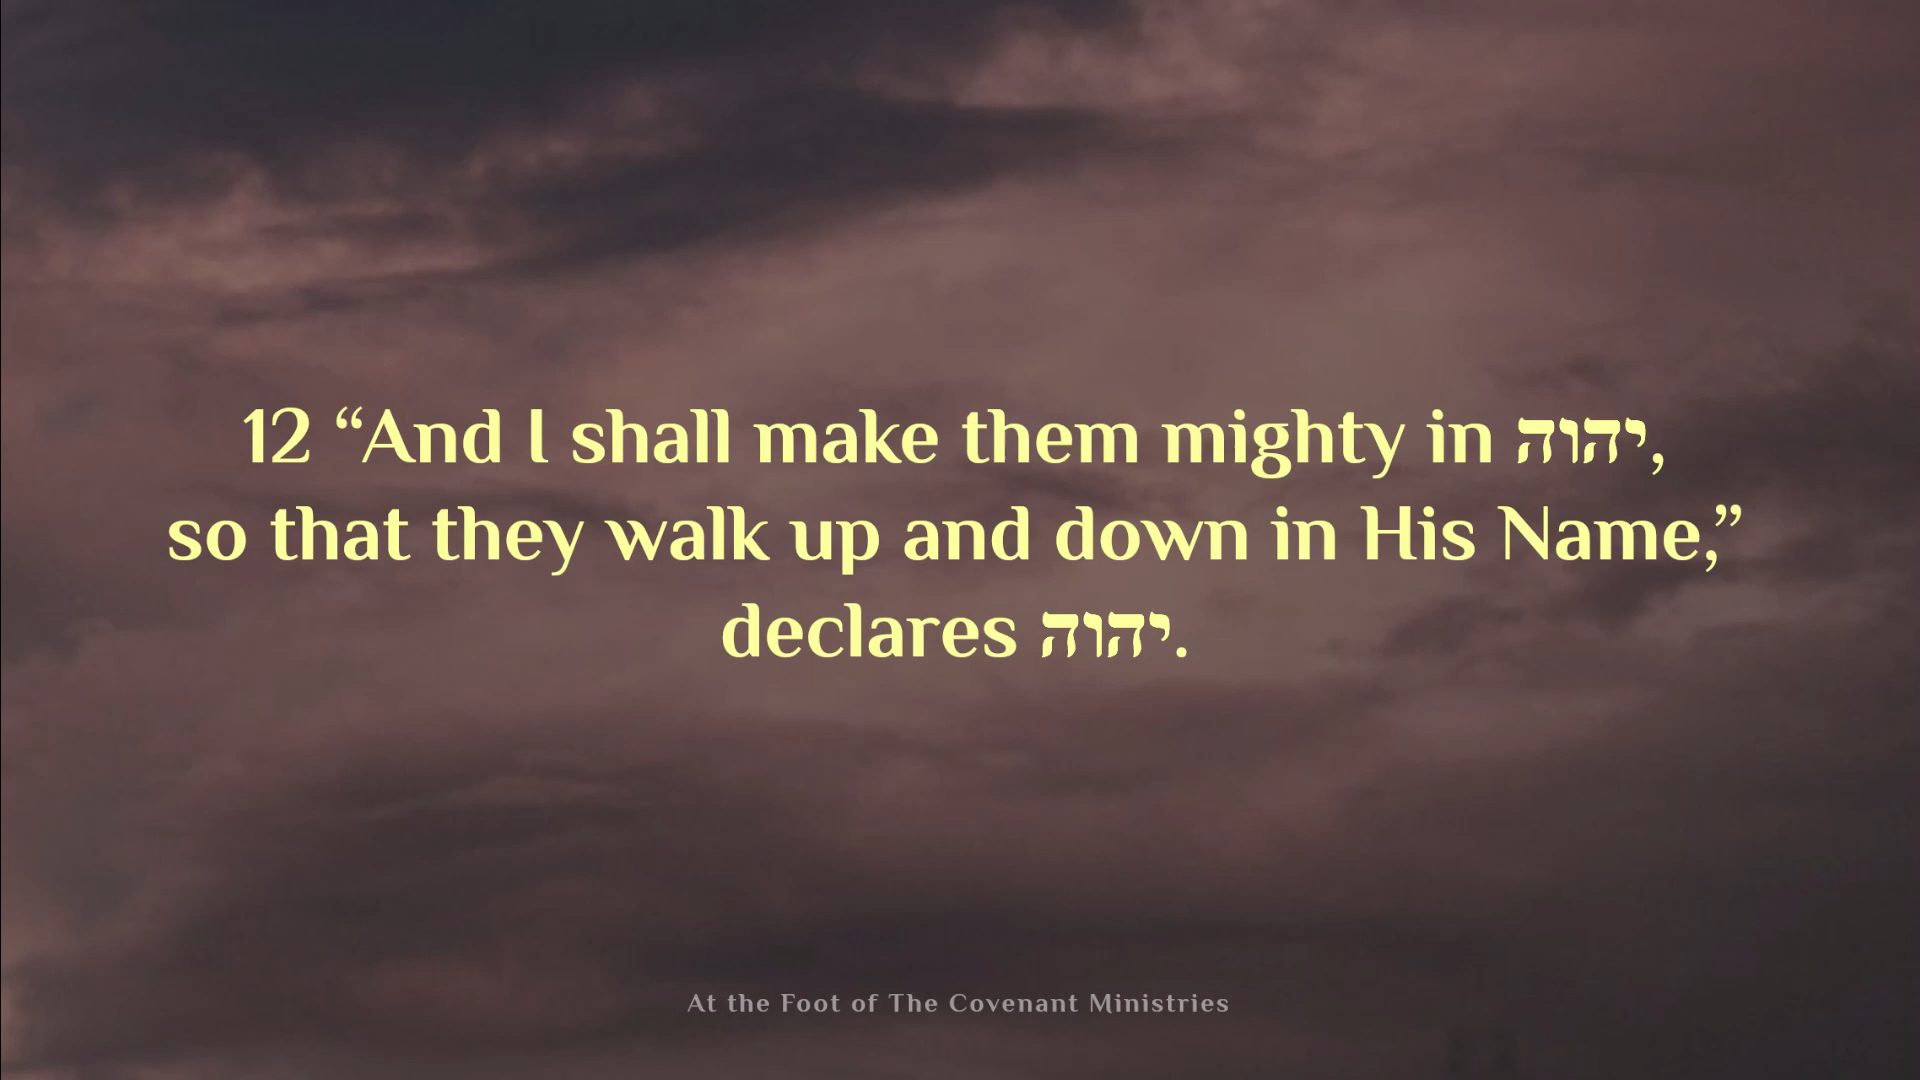 12 “And I shall make them mighty in יהוה,
so that they walk up and down in His Name,”
declares יהוה.
At the Foot of The Covenant Ministries